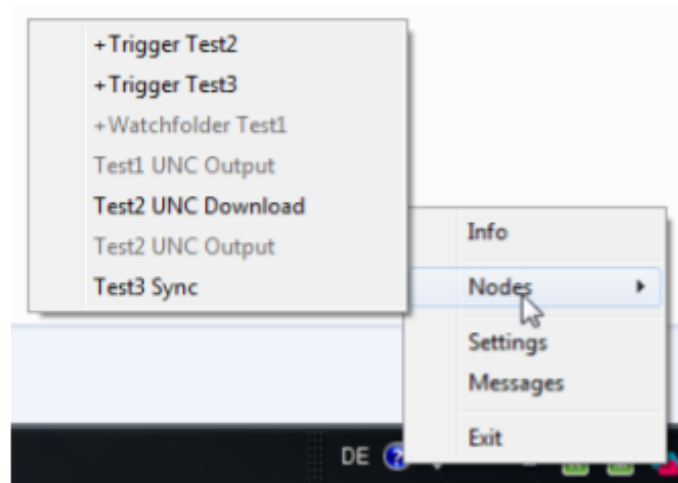 +Trigger Test2
+Trigger Test3
+Watchfolder Test1
Test1 UNC Output
Test2 UNC Download
Test2 UNC Output
Test3 Sync
Info
Nodes
Settings
Messages
Exit
DE